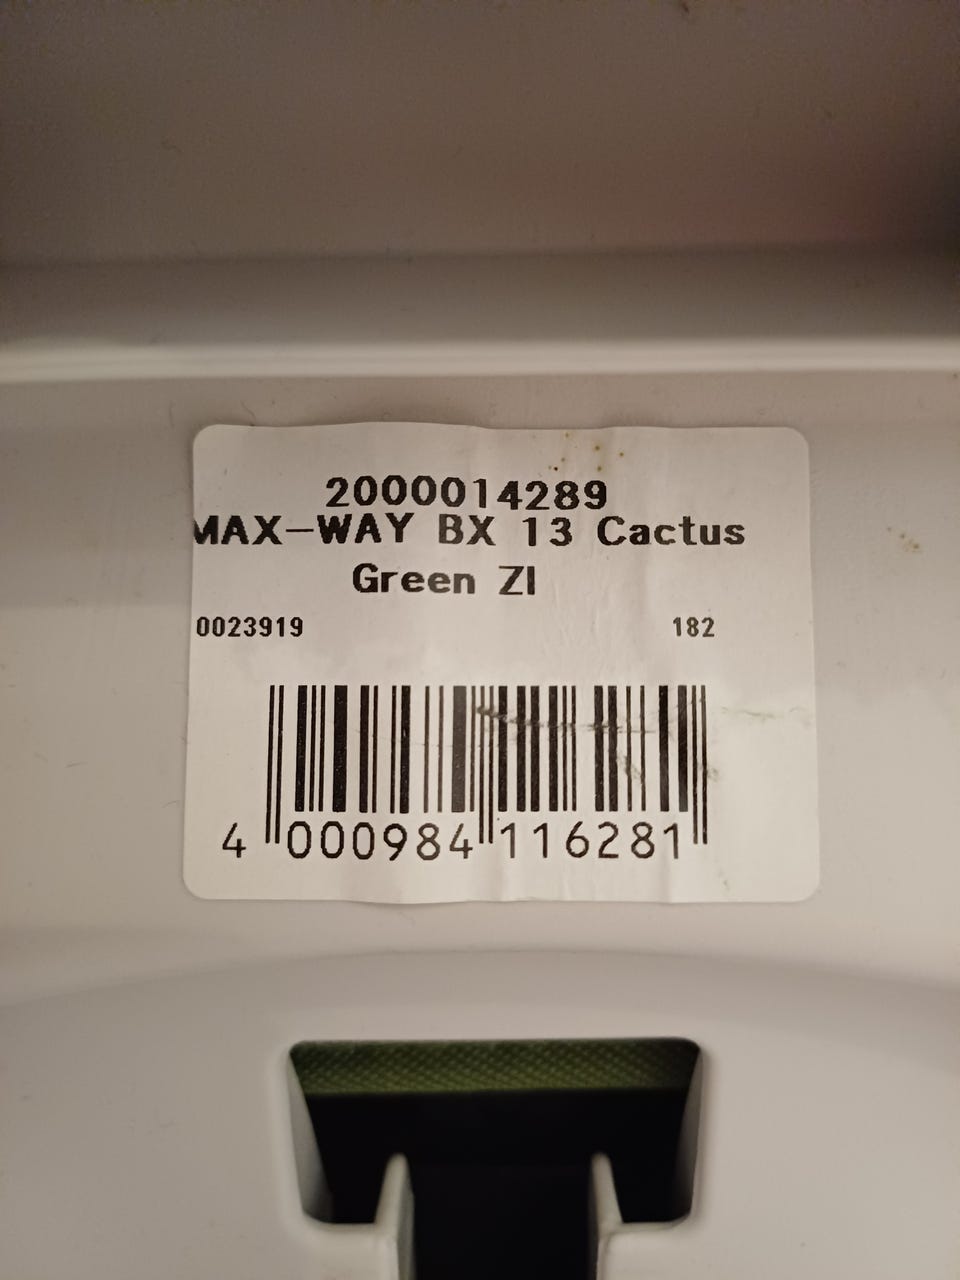 2000014289
MAX-WAY BX 13 Cactus
Green ZI
0023919 182
4 000984 116281